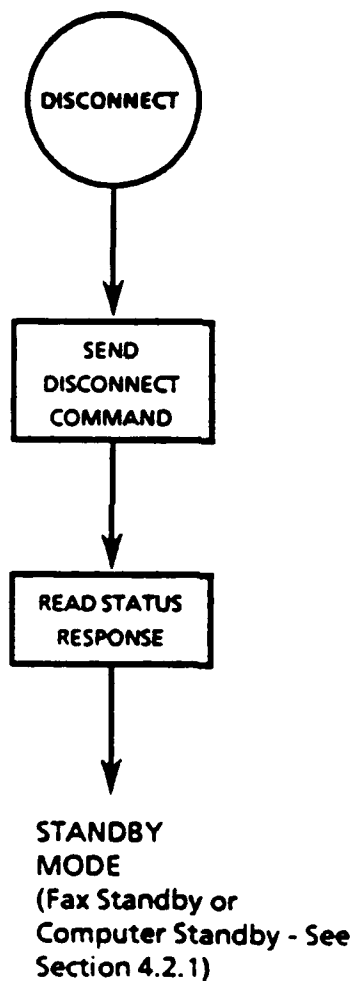 DISCONNECT
SEND
DISCONNECT
COMMAND
READ STATUS
RESPONSE
STANDBY
MODE
(Fax Standby or
Computer Standby - See
Section 4.2.1)